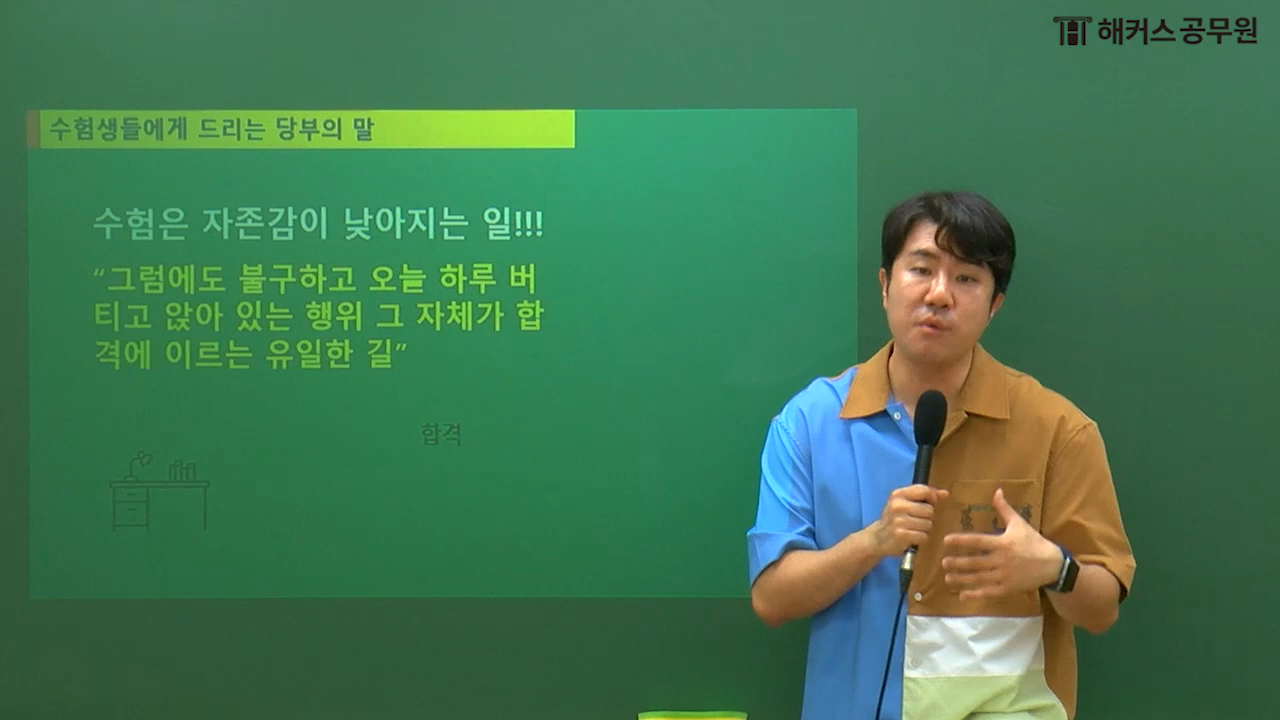 해커스공무원
수험생들에게 드리는 당부의 말
수험은 자존감이 낮아지는 일!!!
“그럼에도 불구하고 오늘 하루 버
티고 앉아 있는 행위 그 자체가 합
격에 이르는 유일한 길”
합격